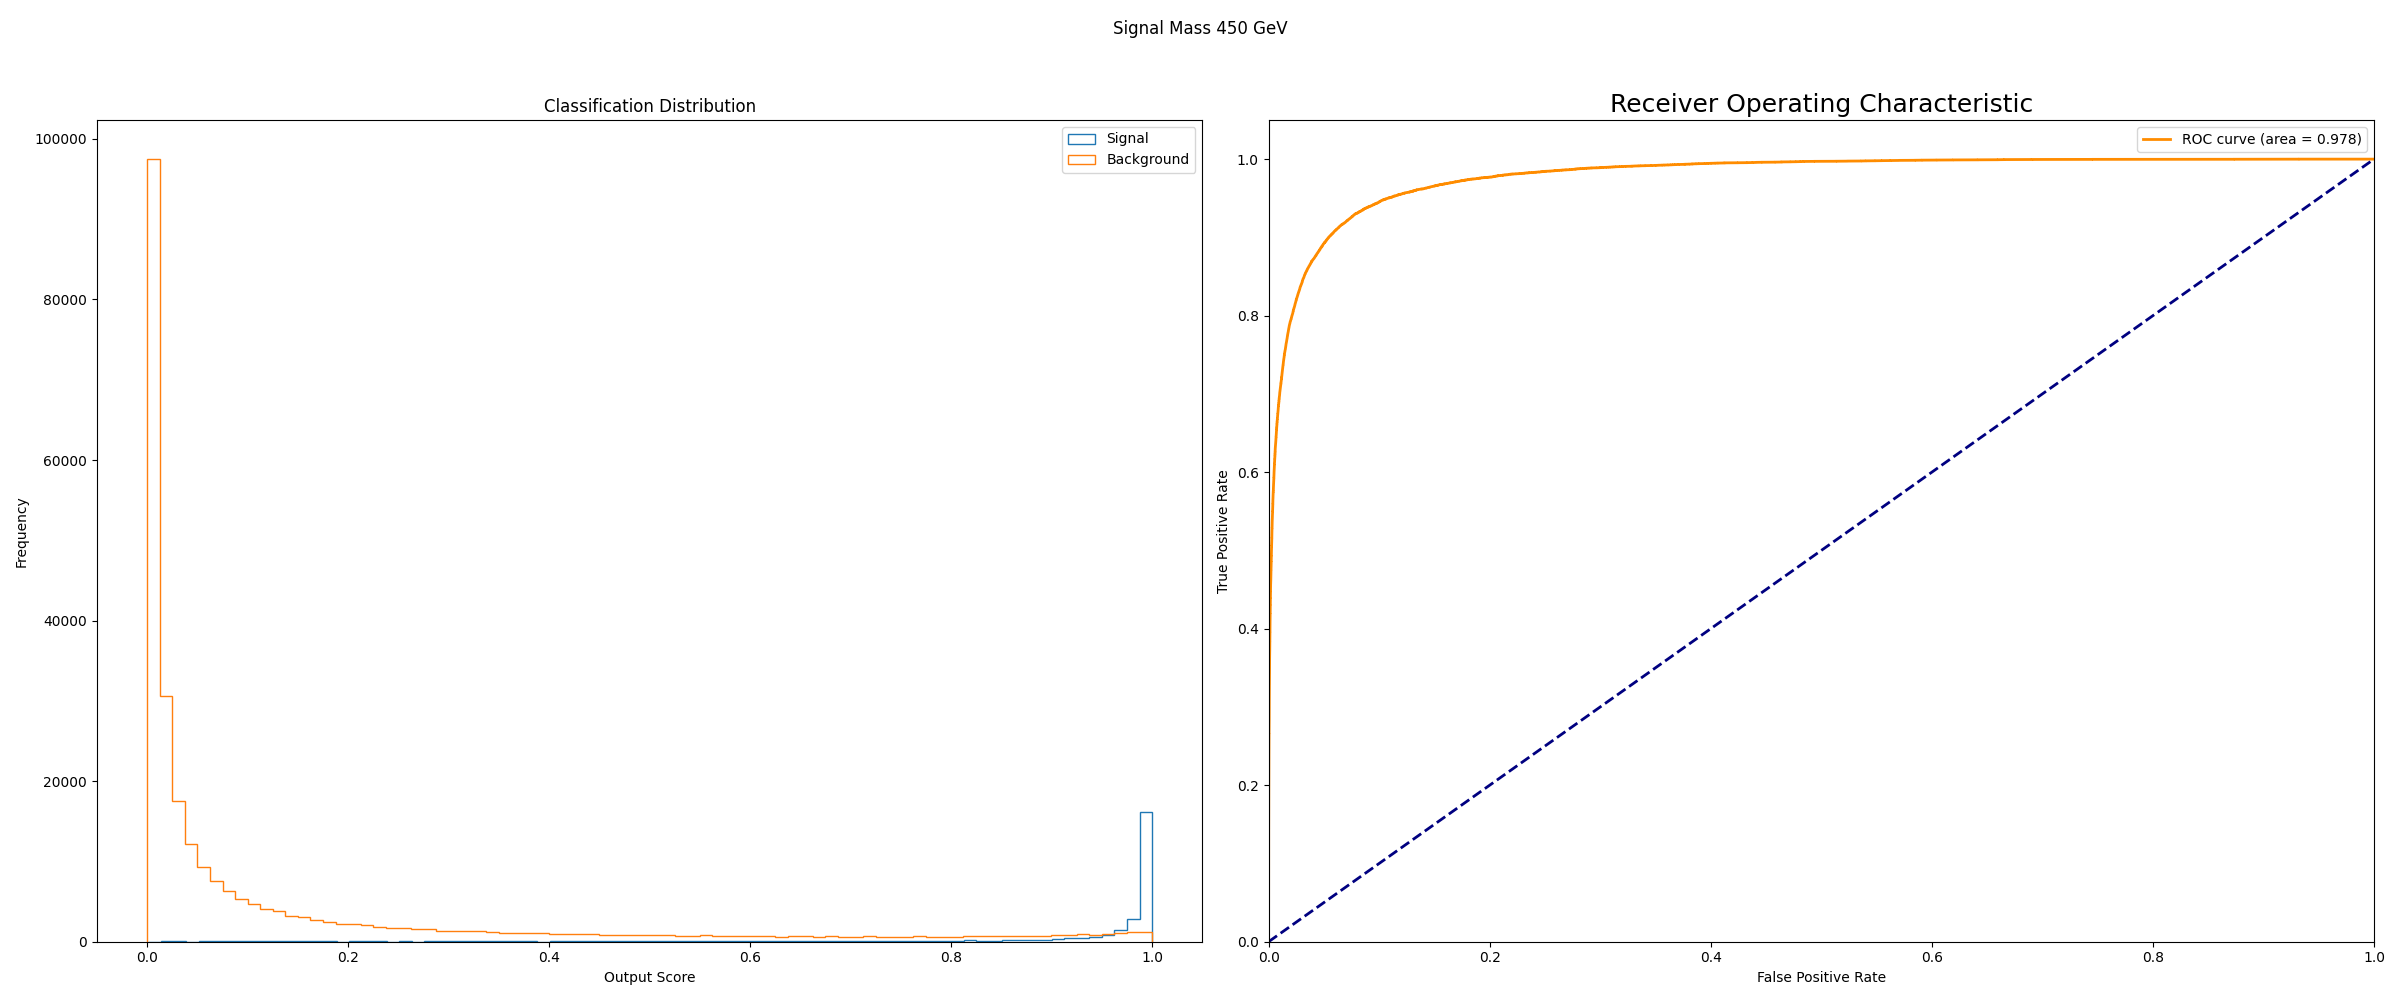 Signal Mass 450 GeV
Classification Distribution
Signal
Background
100000
80000
60000
40000
20000
0
Frequency
0.0 0.2 0.4 0.6 0.8 1.0
Output Score
Receiver Operating Characteristic
ROC curve (area = 0.978)
1.0
0.8
0.6
0.4
0.2
0.0
True Positive Rate
0.0 0.2 0.4 0.6 0.8 1.0
False Positive Rate